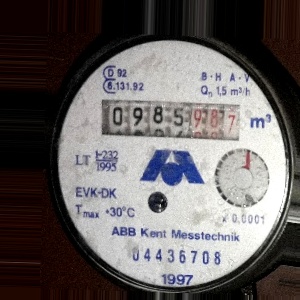 D 92
6.131.92
B · H  A · V
Qn 1,5 m³/h
0985987 m³
LT I-232
1995
EVK-DK
Tmax +30°C
x 0,0001
ABB Kent Messtechnik
04436708
1997